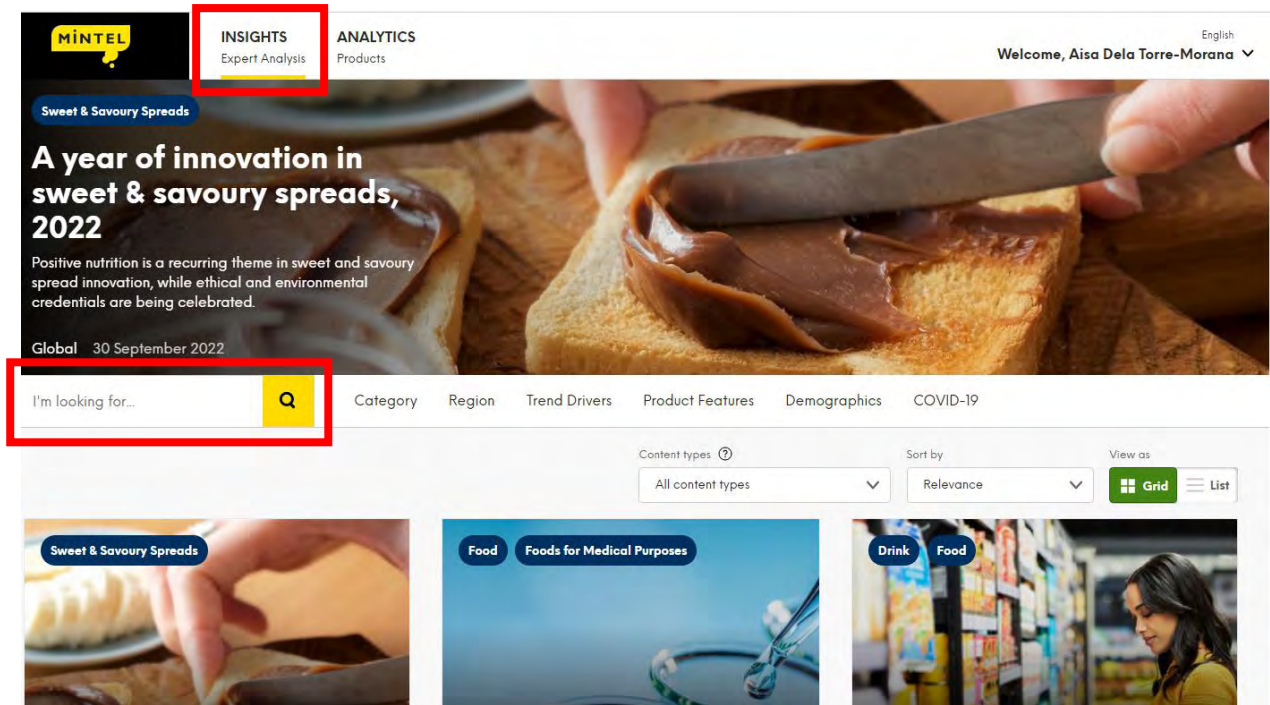 MiNTEL
INSIGHTS
Expert Analysis
ANALYTICS
Products
English
Welcome, Aisa Dela Torre-Morana
Sweet & Savoury Spreads
A year of innovation in
sweet & savoury spreads,
2022
Positive nutrition is a recurring theme in sweet and savoury
spread innovation, while ethical and environmental
credentials are being celebrated.
Global 30 September 2022
I'm looking for...
Category Region Trend Drivers Product Features Demographics COVID-19
Content types ?
All content types
Sort by
Relevance
View as
Grid List
Sweet & Savoury Spreads
Food Foods for Medical Purposes
Drink Food